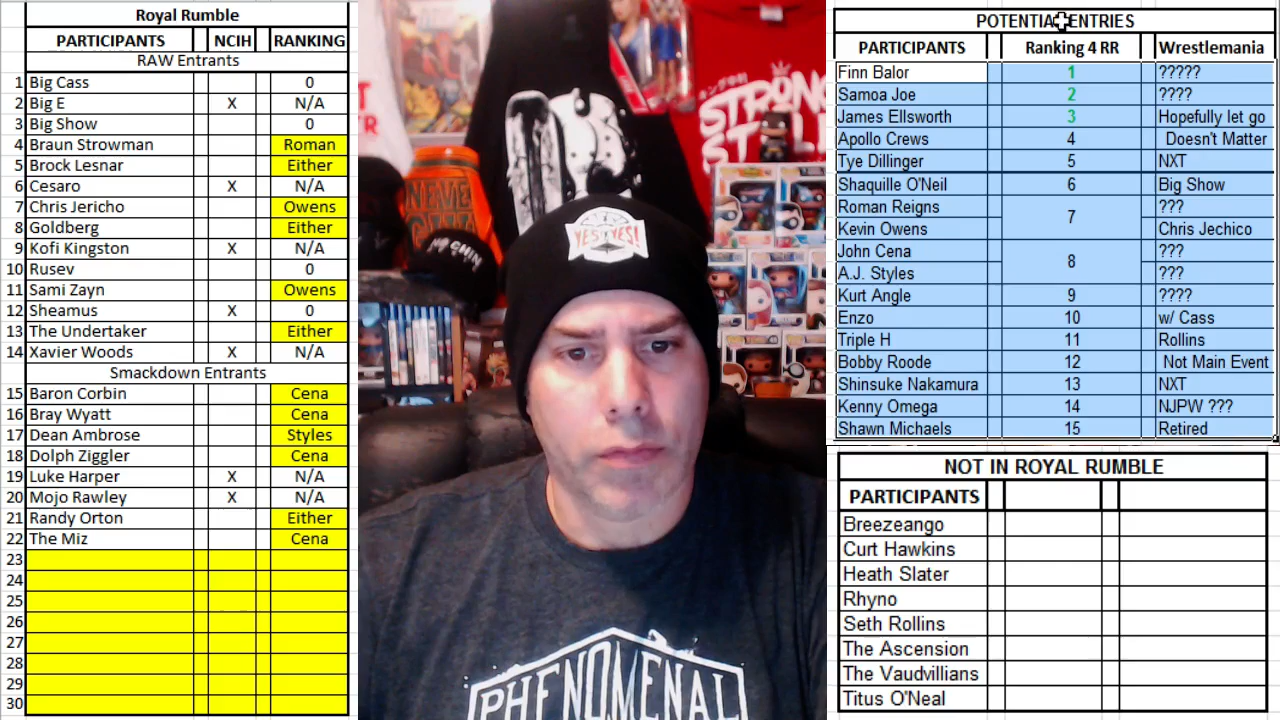 Royal Rumble
PARTICIPANTS NCIH RANKING
RAW Entrants
1 Big Cass 0
2 Big E X N/A
3 Big Show 0
4 Braun Strowman Roman
5 Brock Lesnar Either
6 Cesaro X N/A
7 Chris Jericho Owens
8 Goldberg Either
9 Kofi Kingston X N/A
10 Rusev 0
11 Sami Zayn Owens
12 Sheamus X 0
13 The Undertaker Either
14 Xavier Woods X N/A
Smackdown Entrants
15 Baron Corbin Cena
16 Bray Wyatt Cena
17 Dean Ambrose Styles
18 Dolph Ziggler Cena
19 Luke Harper X N/A
20 Mojo Rawley X N/A
21 Randy Orton Either
22 The Miz Cena
23
24
25
26
27
28
29
30
STRONG
STYLE
NEVER
NO CHIN
YES! YES!
PHENOMENAL
POTENTIAL ENTRIES
PARTICIPANTS Ranking 4 RR Wrestlemania
Finn Balor 1 ?????
Samoa Joe 2 ????
James Ellsworth 3 Hopefully let go
Apollo Crews 4 Doesn't Matter
Tye Dillinger 5 NXT
Shaquille O'Neil 6 Big Show
Roman Reigns 7 ???
Kevin Owens Chris Jechico
John Cena 8 ???
A.J. Styles ???
Kurt Angle 9 ????
Enzo 10 w/ Cass
Triple H 11 Rollins
Bobby Roode 12 Not Main Event
Shinsuke Nakamura 13 NXT
Kenny Omega 14 NJPW ???
Shawn Michaels 15 Retired
NOT IN ROYAL RUMBLE
PARTICIPANTS
Breezeango
Curt Hawkins
Heath Slater
Rhyno
Seth Rollins
The Ascension
The Vaudvillians
Titus O'Neal